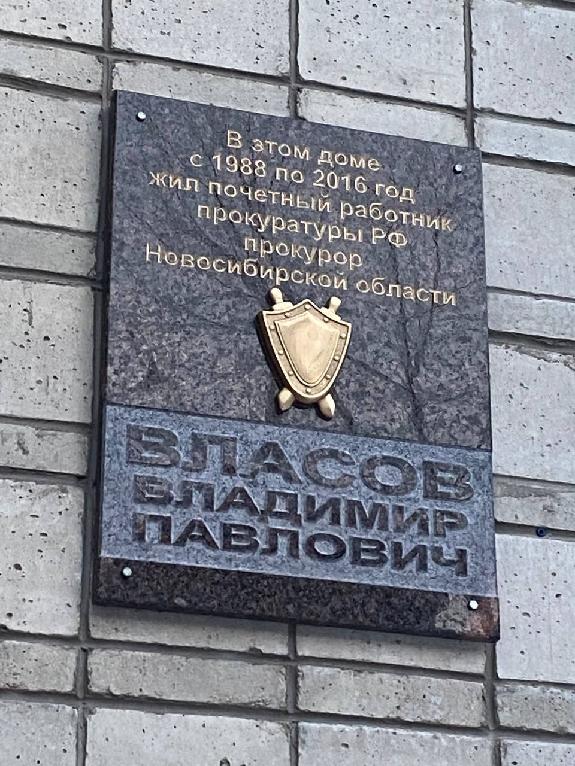 В этом доме
с 1988 по 2016 год
жил почетный работник
прокуратуры РФ
прокурор
Новосибирской области
ВЛАСОВ
ВЛАДИМИР
ПАВЛОВИЧ